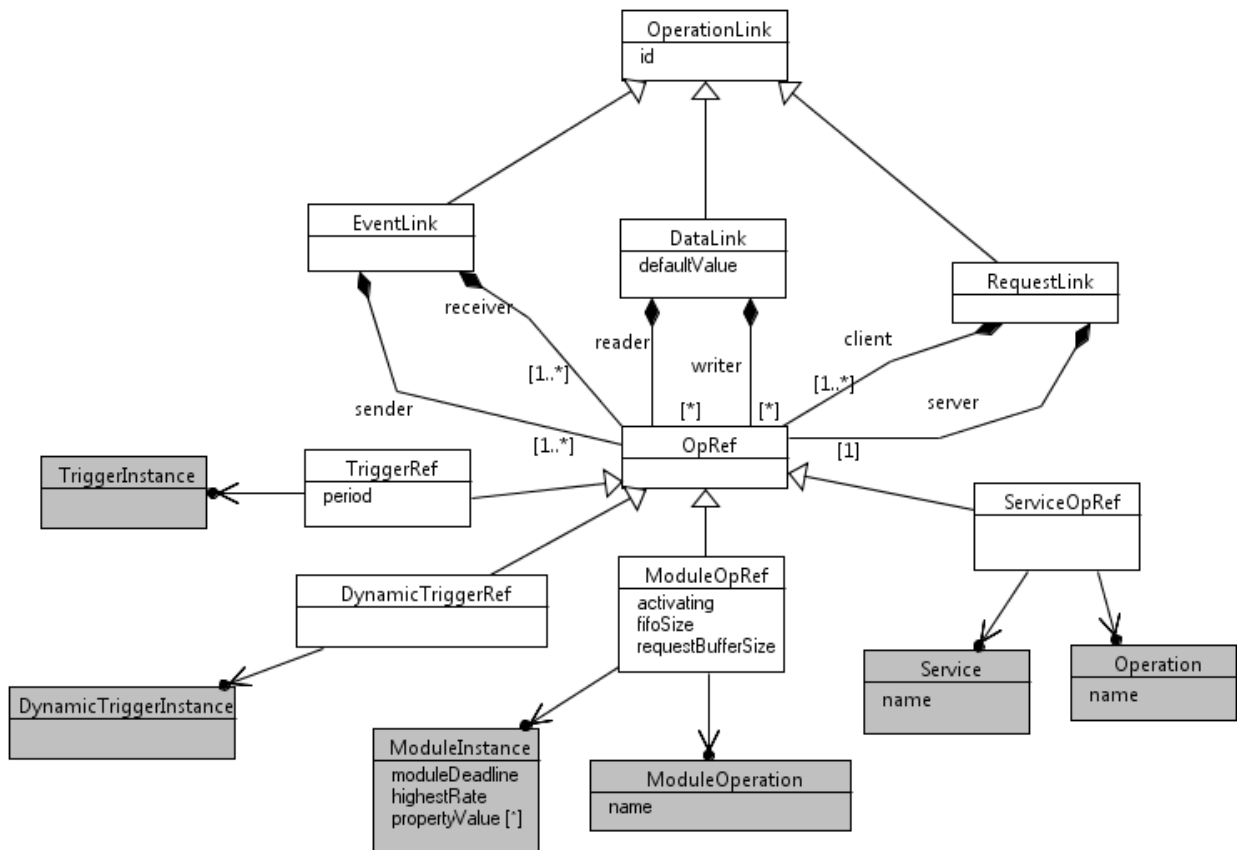 OperationLink
id
EventLink
DataLink
defaultValue
RequestLink
receiver
reader
writer
client
[1..*]
[1..*]
sender
[*]
[*]
server
[1..*]
OpRef
[1]
TriggerInstance
TriggerRef
period
ServiceOpRef
DynamicTriggerRef
ModuleOpRef
activating
fifoSize
requestBufferSize
Service
name
Operation
name
DynamicTriggerInstance
ModuleInstance
moduleDeadline
highestRate
propertyValue [*]
ModuleOperation
name